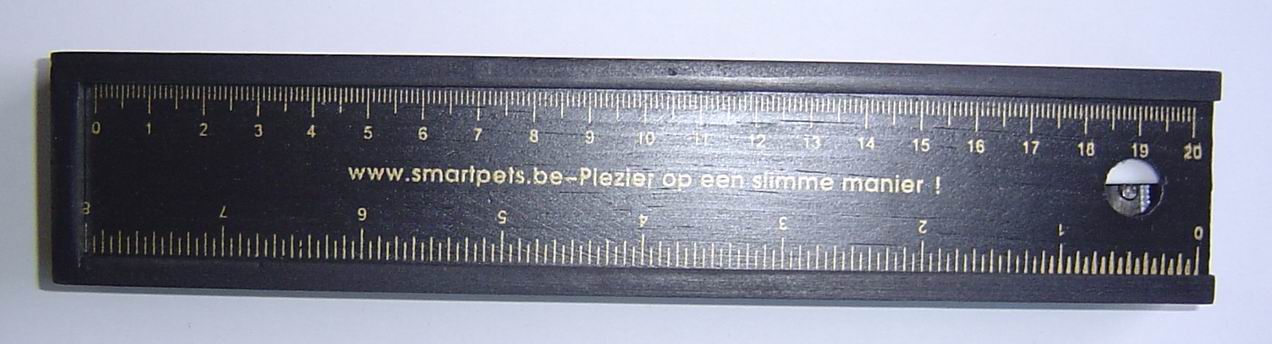 0 1 2 3 4 5 6 7 8 9 10 11 12 13 14 15 16 17 18 19 20
www.smartpets.be-Plezier op een slimme manier !
8 7 6 5 4 3 2 1 0